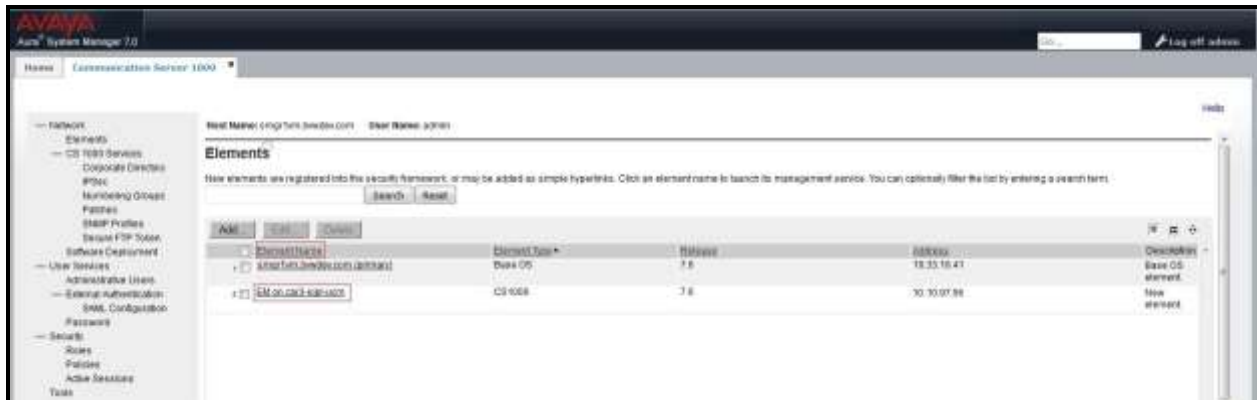 AVAYA
Aura® System Manager 7.0
Go...
Log off admin
Home
Communication Server 1000
Help
Network
Elements
CS 1000 Services
Corporate Directory
IPSec
Numbering Groups
Patches
SNMP Profiles
Secure FTP Token
Software Deployment
User Services
Administrative Users
External Authentication
SAML Configuration
Password
Security
Roles
Policies
Active Sessions
Tools
Host Name: User Name: admin
Elements
New elements are registered into the security framework, or may be added as simple hyperlinks. Click an element name to launch its management service. You can optionally filter the list by entering a search term.
Search Reset
Add... Edit... Delete
Element Name Element Type Release Address Description
(primary) Base OS 7.6 Base OS element.
EM on CS1000 7.6 New element.